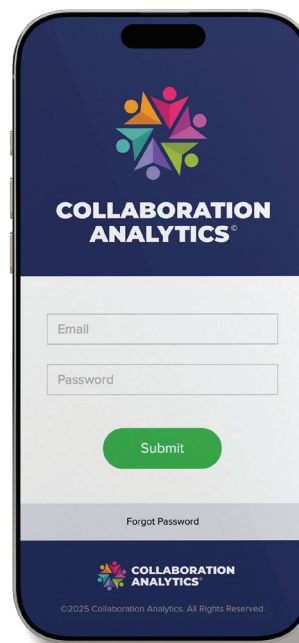 COLLABORATION
ANALYTICS©
Email
Password
Submit
Forgot Password
COLLABORATION
ANALYTICS©
©2025 Collaboration Analytics. All Rights Reserved.